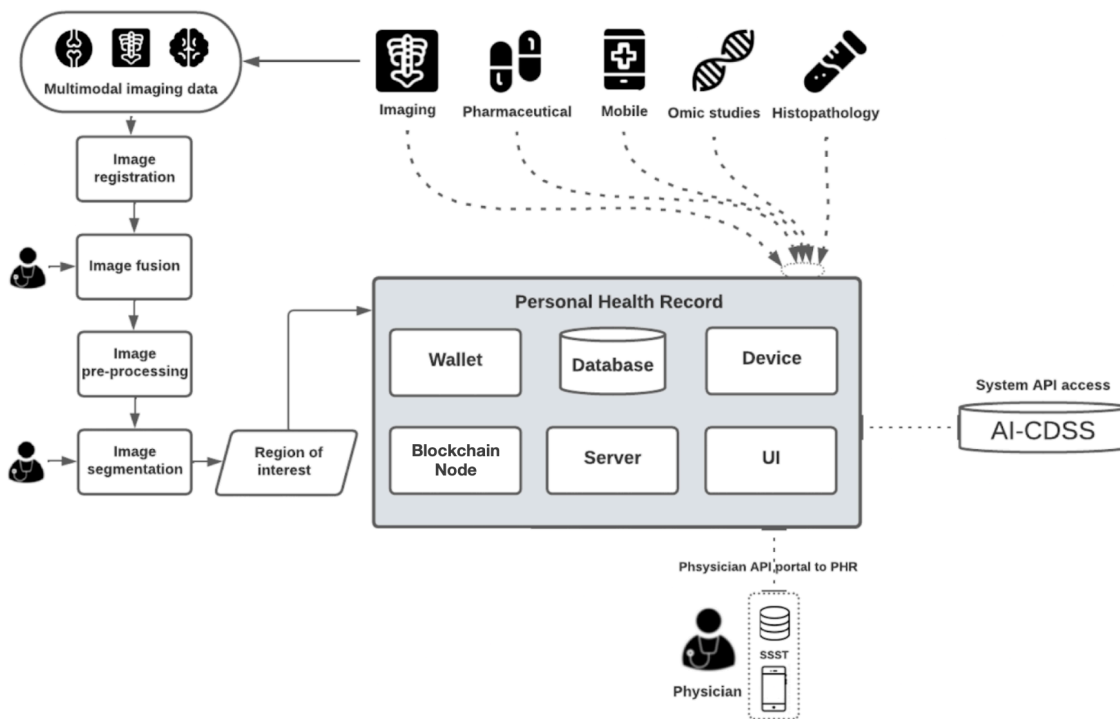 Multimodal imaging data
Imaging
Pharmaceutical
Mobile
Omic studies
Histopathology
Image
registration
Image fusion
Image
pre-processing
Image
segmentation
Region of
interest
Personal Health Record
Wallet
Database
Device
Blockchain
Node
Server
UI
System API access
AI-CDSS
Phsysician API portal to PHR
SSST
Physician